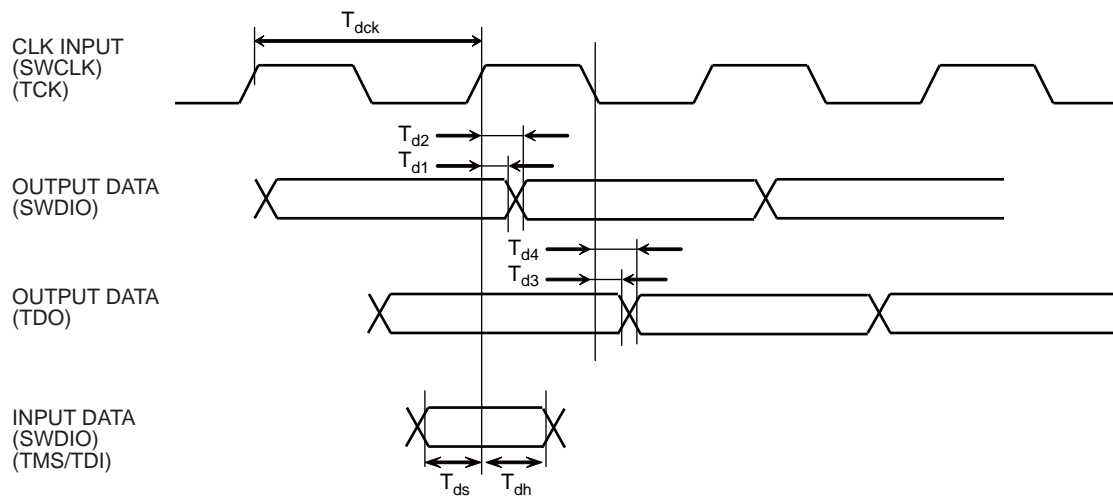 T_dck
CLK INPUT
(SWCLK)
(TCK)
T_d2
T_d1
OUTPUT DATA
(SWDIO)
T_d4
T_d3
OUTPUT DATA
(TDO)
INPUT DATA
(SWDIO)
(TMS/TDI)
T_ds T_dh